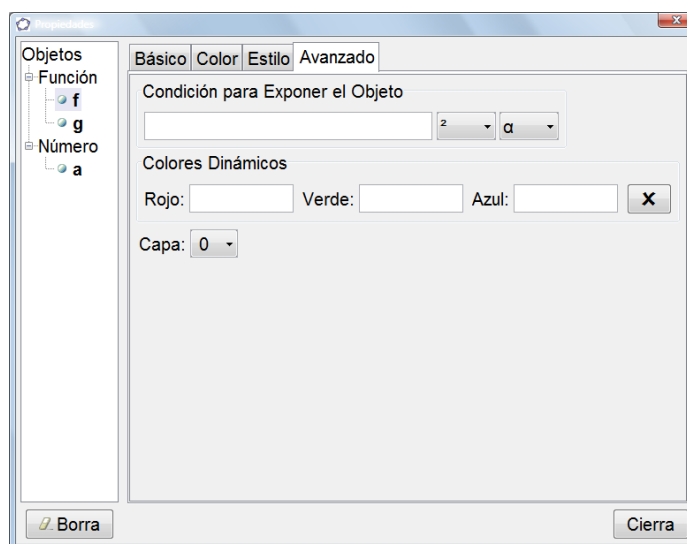 Propiedades
Objetos
Función
f
g
Número
a
Básico Color Estilo Avanzado
Condición para Exponer el Objeto
² α
Colores Dinámicos
Rojo: Verde: Azul:
Capa: 0
Borra Cierra